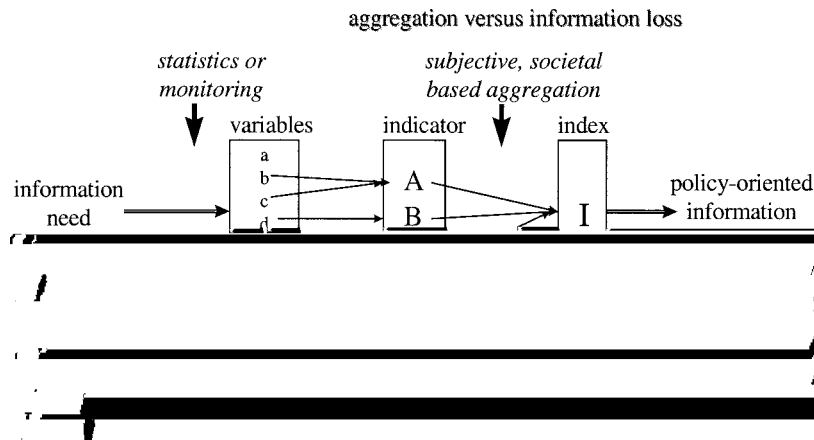 aggregation versus information loss
statistics or
monitoring
subjective, societal
based aggregation
variables
indicator
index
a
b
c
d
A
B
I
information
need
policy-oriented
information